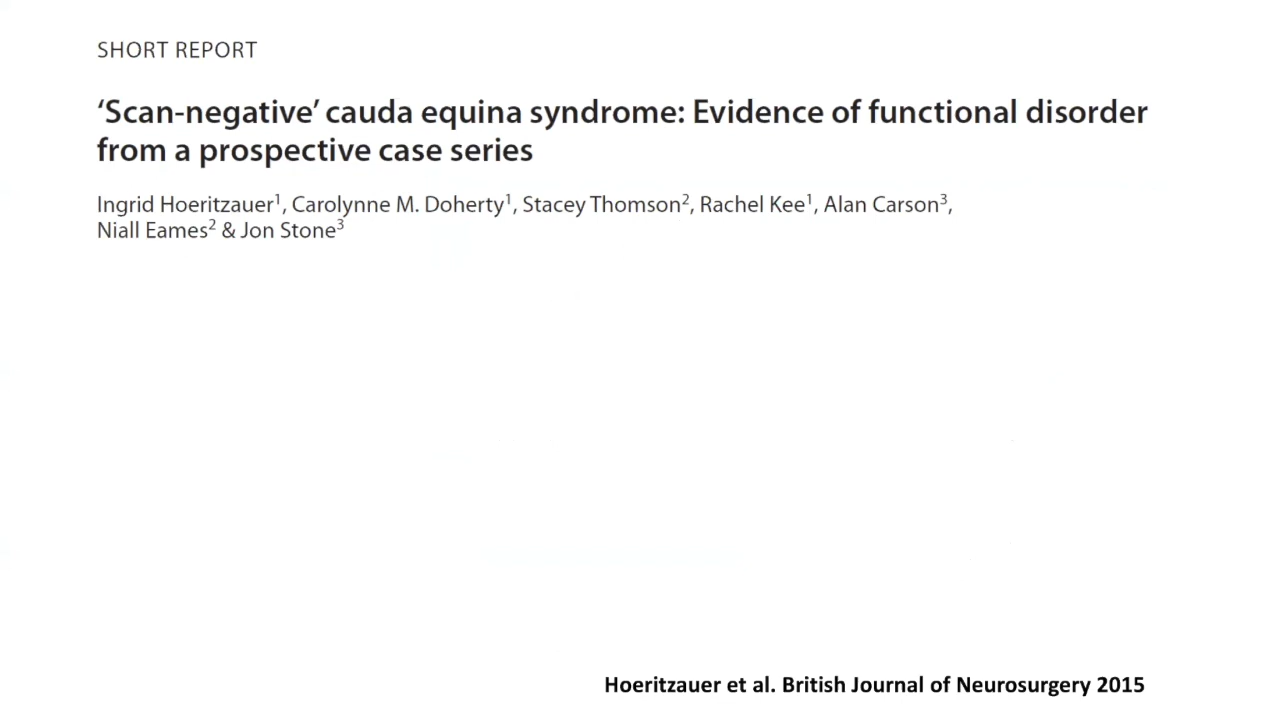 SHORT REPORT
‘Scan-negative’ cauda equina syndrome: Evidence of functional disorder
from a prospective case series
Ingrid Hoeritzauer¹, Carolynne M. Doherty¹, Stacey Thomson², Rachel Kee¹, Alan Carson³,
Niall Eames² & Jon Stone³
Hoeritzauer et al. British Journal of Neurosurgery 2015